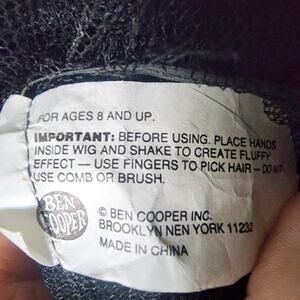 FOR AGES 8 AND UP.
IMPORTANT: BEFORE USING. PLACE HANDS
INSIDE WIG AND SHAKE TO CREATE FLUFFY
EFFECT — USE FINGERS TO PICK HAIR — DO NOT
USE COMB OR BRUSH.
BEN
COOPER
© BEN COOPER INC.
BROOKLYN NEN YORK 11232
MADE IN CHINA